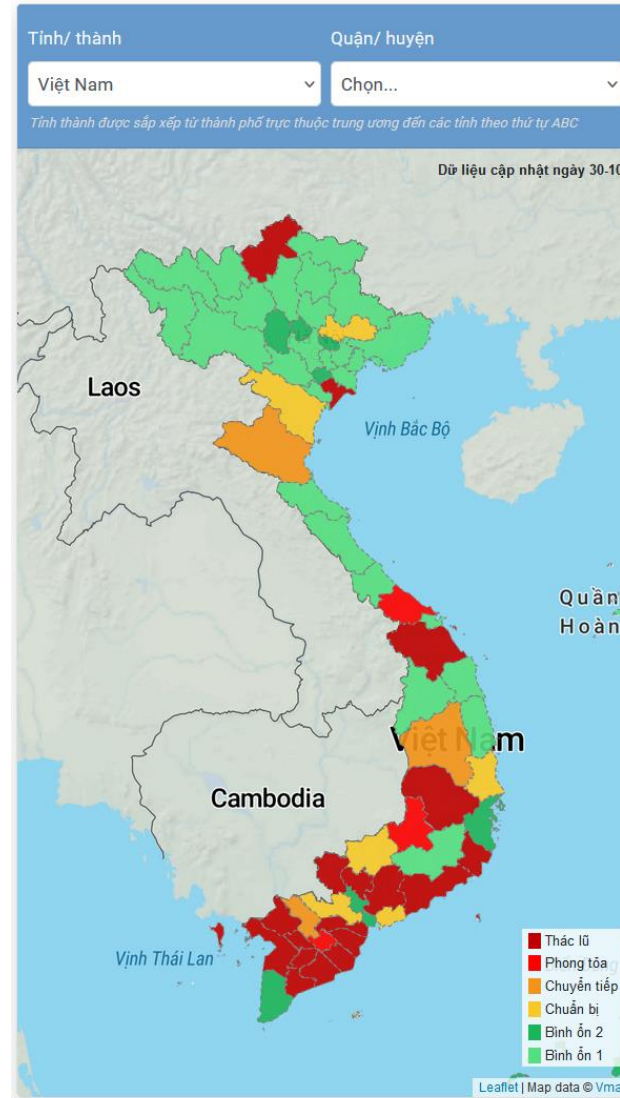 Tỉnh/ thành
Quận/ huyện
Việt Nam
Chọn...
Tỉnh thành được sắp xếp từ thành phố trực thuộc trung ương đến các tỉnh theo thứ tự ABC
Dữ liệu cập nhật ngày 30-10
Laos
Vịnh Bắc Bộ
Quần
Hoàn
Việt Nam
Cambodia
Vịnh Thái Lan
Thác lũ
Phong tỏa
Chuyển tiếp
Chuẩn bị
Bình ổn 2
Bình ổn 1
Leaflet | Map data © Vma